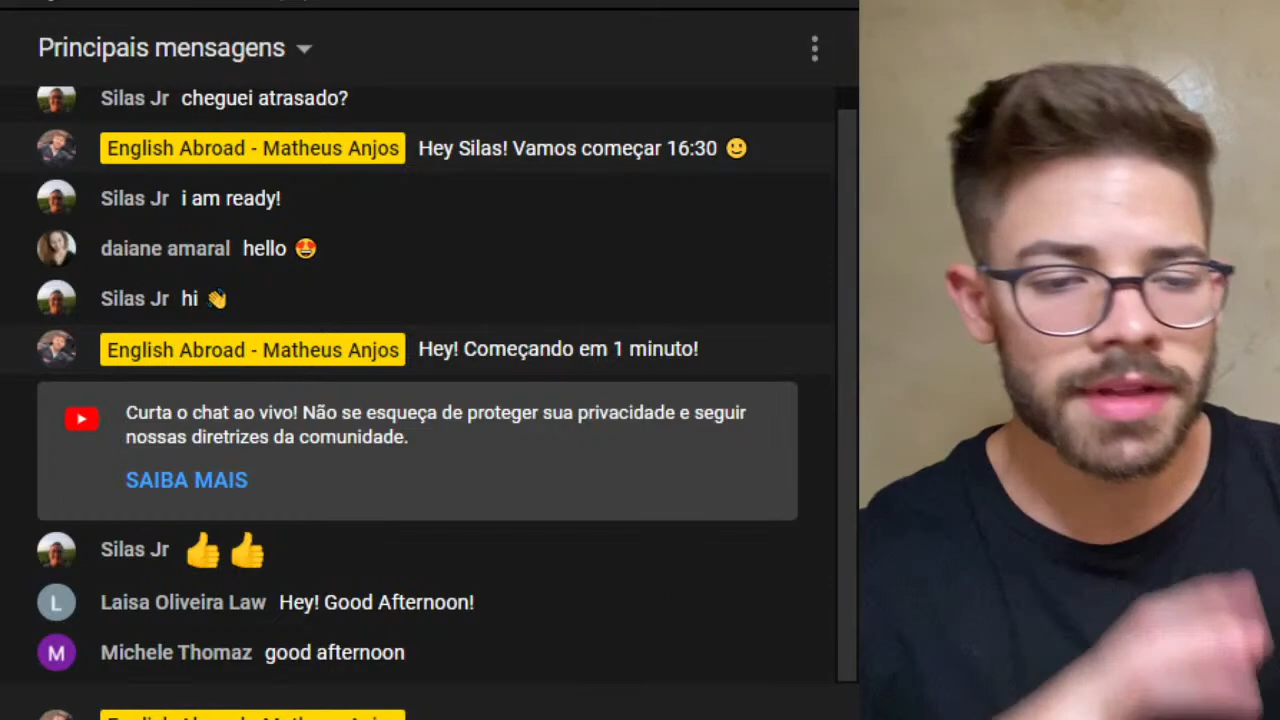 Principais mensagens
Silas Jr cheguei atrasado?
English Abroad - Matheus Anjos Hey Silas! Vamos começar 16:30 🙂
Silas Jr i am ready!
daiane amaral hello 🤩
Silas Jr hi 👋
English Abroad - Matheus Anjos Hey! Começando em 1 minuto!
Curta o chat ao vivo! Não se esqueça de proteger sua privacidade e seguir
nossas diretrizes da comunidade.
SAIBA MAIS
Silas Jr 👍👍
L Laisa Oliveira Law Hey! Good Afternoon!
M Michele Thomaz good afternoon